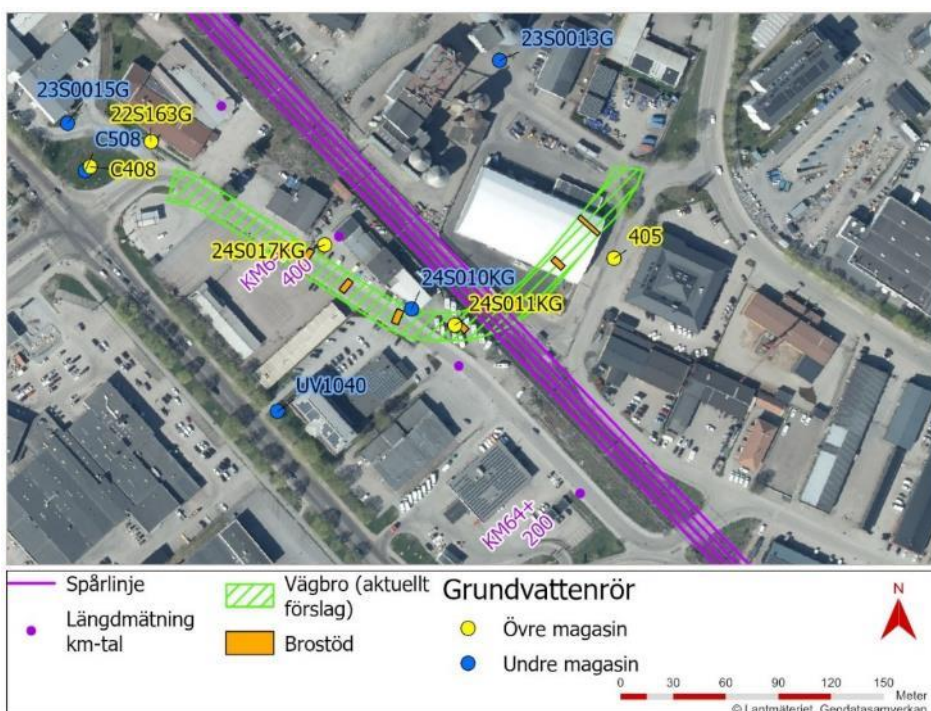 23S0013G
23S0015G
22S163G
C508
C408
405
24S017KG
KM64+
400
24S010KG
24S011KG
UV1040
KM64+
200
Spårlinje
Längdmätning
km-tal
Vägbro (aktuellt
förslag)
Brostöd
Grundvattenrör
Övre magasin
Undre magasin
N
0 30 60 90 120 150
Meter
© Lantmäteriet, Geodatasamverkan